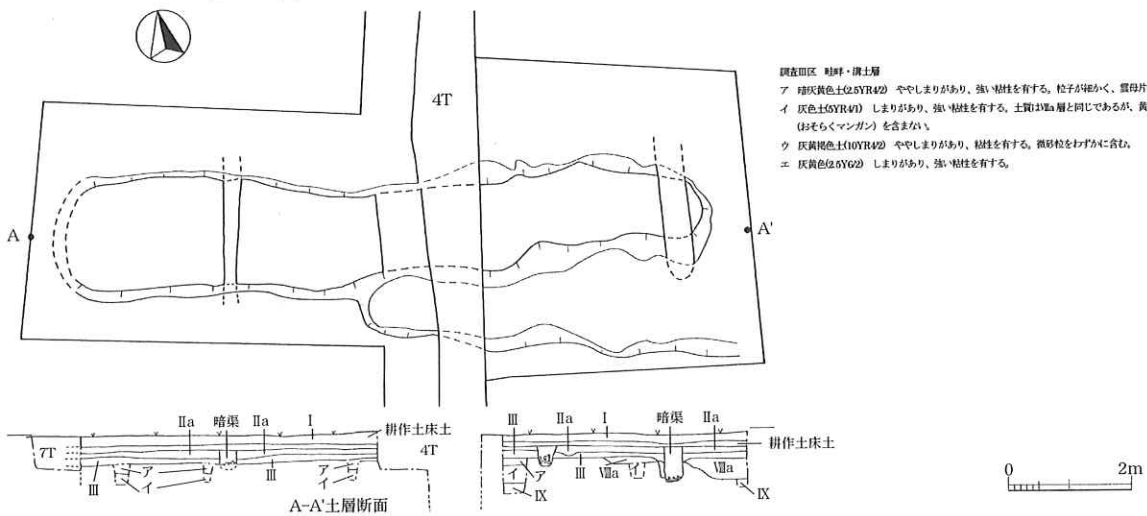 4T
調査Ⅲ区 畦畔・溝土層
ア 暗灰黄色土(2.5YR4/2) ややしまりがあり、強い粘性を有する。粒子が細かく、雲母片
イ 灰色土(5YR4/1) しまりがあり、強い粘性を有する。土質はⅧa層と同じであるが、黄
(おそらくマンガン)を含まない。
ウ 灰黄褐色土(10YR4/2) ややしまりがあり、粘性を有する。微砂粒をわずかに含む。
エ 灰黄色(2.5Y6/2) しまりがあり、強い粘性を有する。
A
A'
Ⅱa 暗渠 Ⅱa Ⅰ
耕作土床土
7T
4T
Ⅲ
ア
イ
Ⅲ
ア
イ
Ⅲ Ⅱa Ⅰ 暗渠 Ⅱa
耕作土床土
イ
ア
Ⅲ
Ⅷa
イ
Ⅷa
Ⅸ
Ⅸ
A-A'土層断面
0 2m